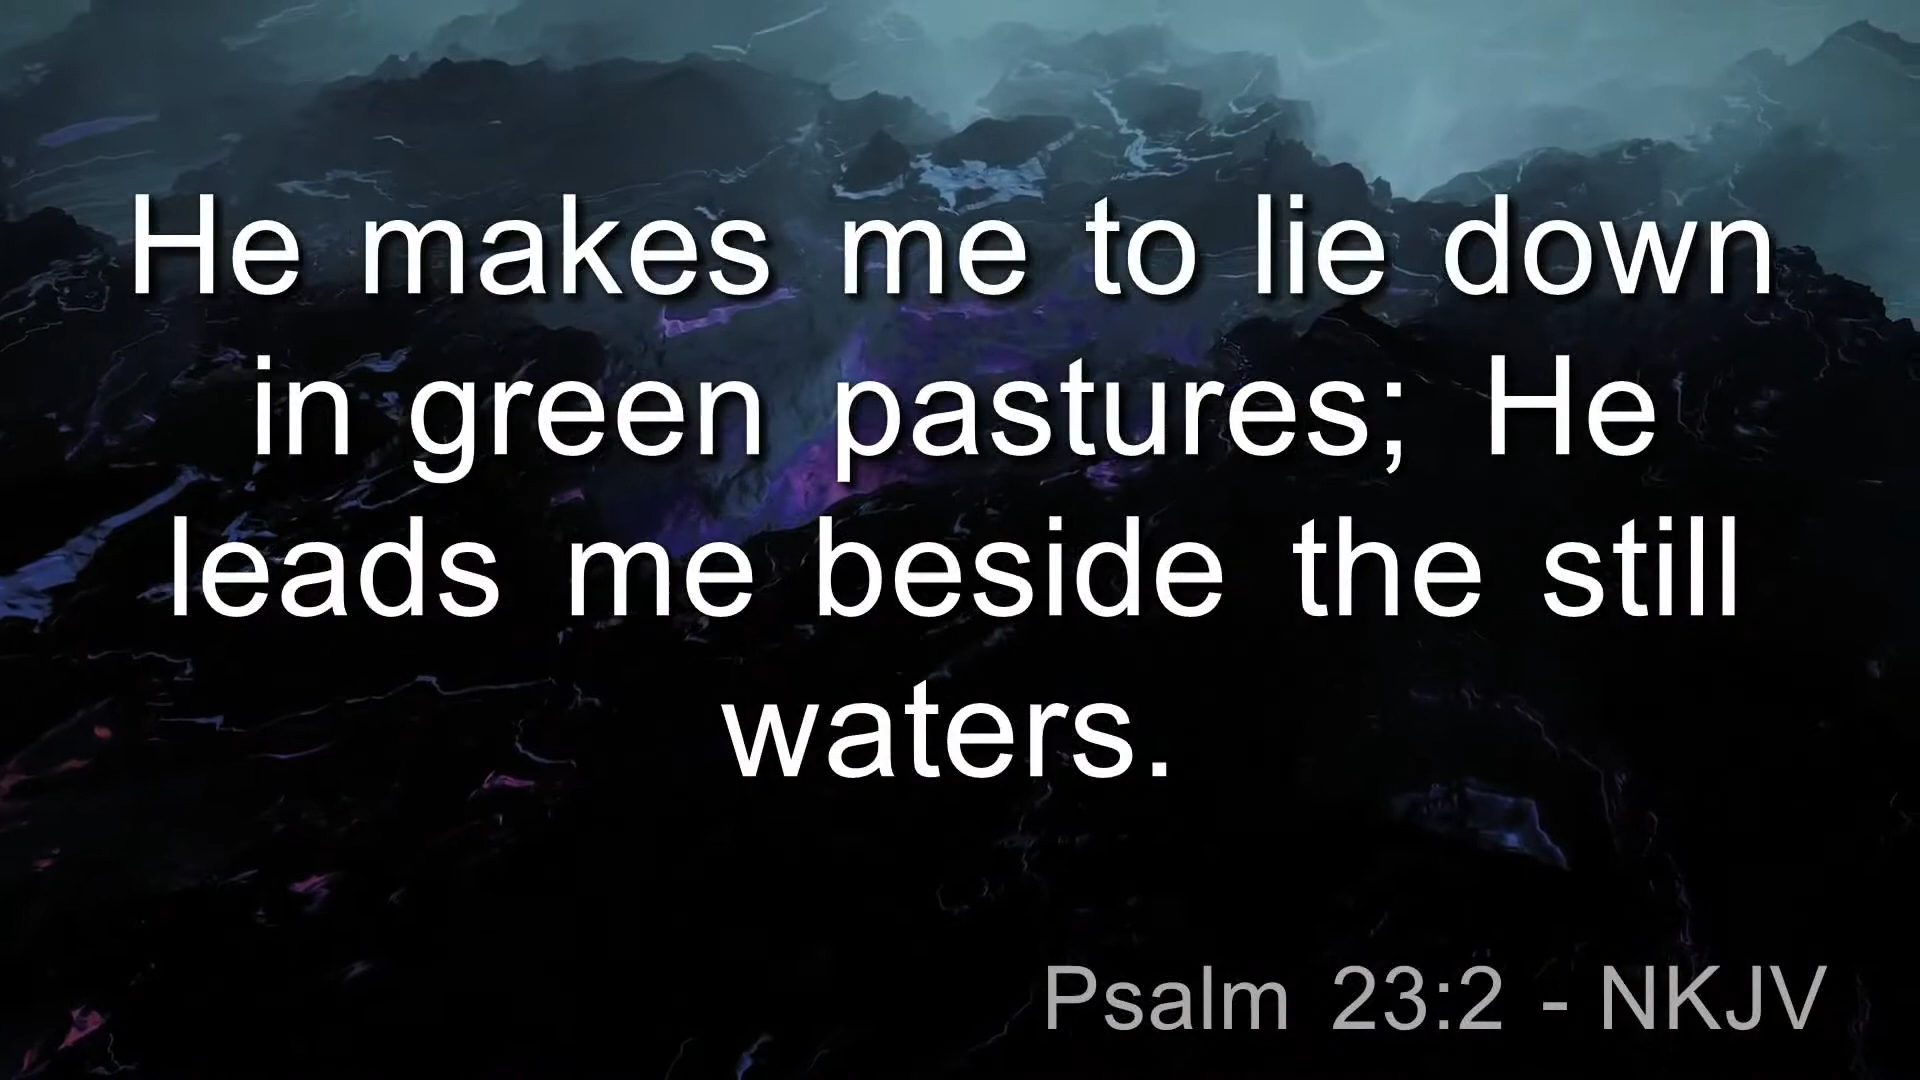 He makes me to lie down
in green pastures; He
leads me beside the still
waters.
Psalm 23:2 - NKJV